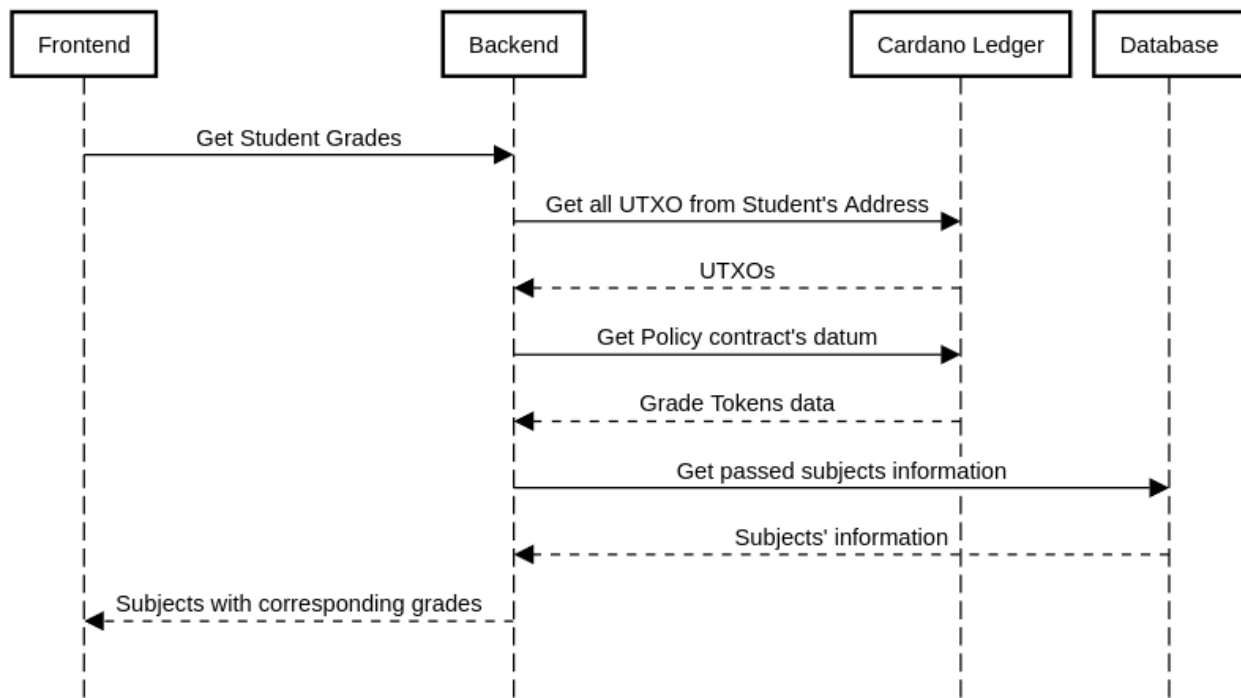 Frontend
Backend
Cardano Ledger
Database
Get Student Grades
Get all UTXO from Student's Address
UTXOs
Get Policy contract's datum
Grade Tokens data
Get passed subjects information
Subjects' information
Subjects with corresponding grades